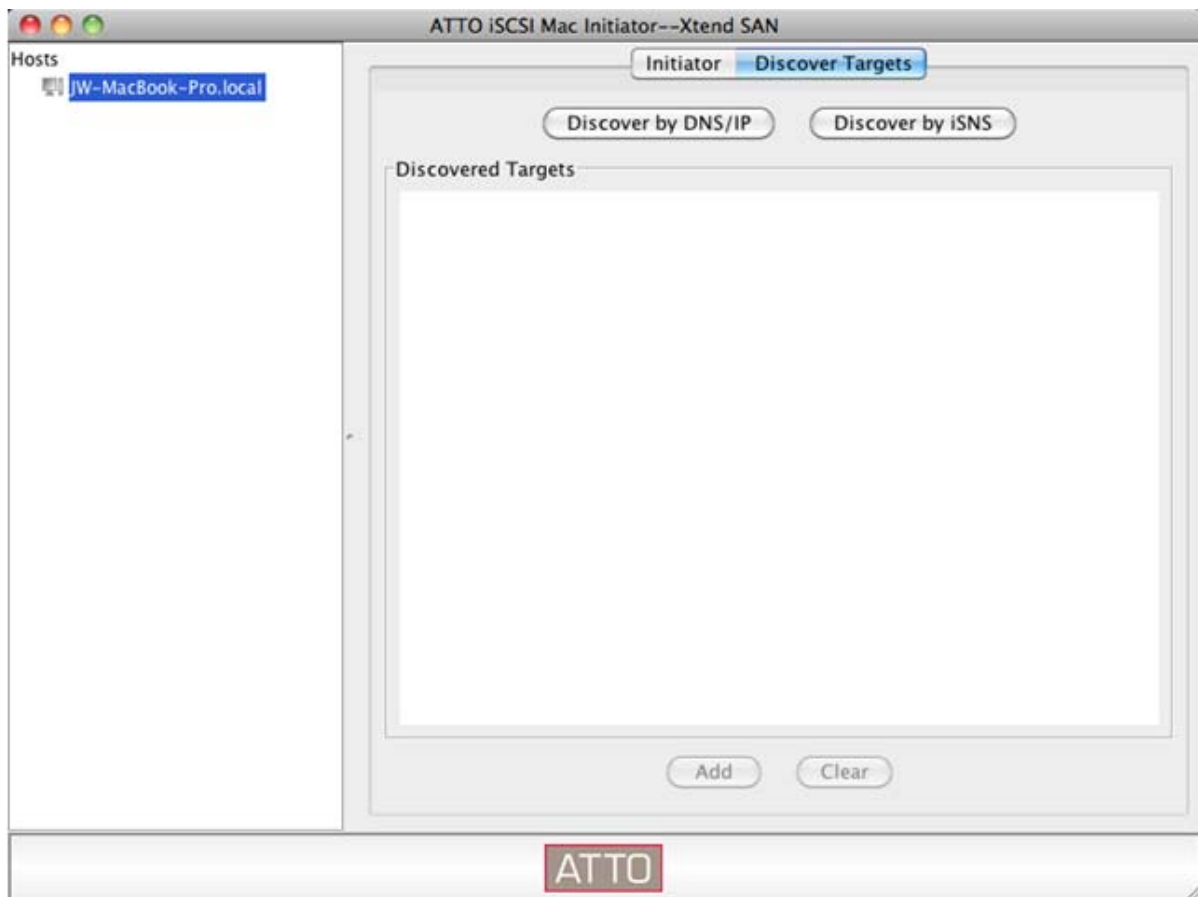 ATTO iSCSI Mac Initiator--Xtend SAN
Hosts
JW-MacBook-Pro.local
Initiator
Discover Targets
Discover by DNS/IP
Discover by iSNS
Discovered Targets
Add
Clear
ATTO